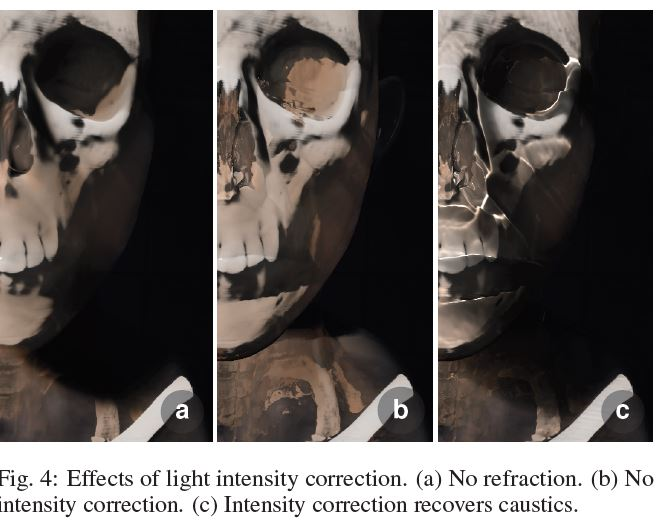 a
b
c
Fig. 4: Effects of light intensity correction. (a) No refraction. (b) No
intensity correction. (c) Intensity correction recovers caustics.